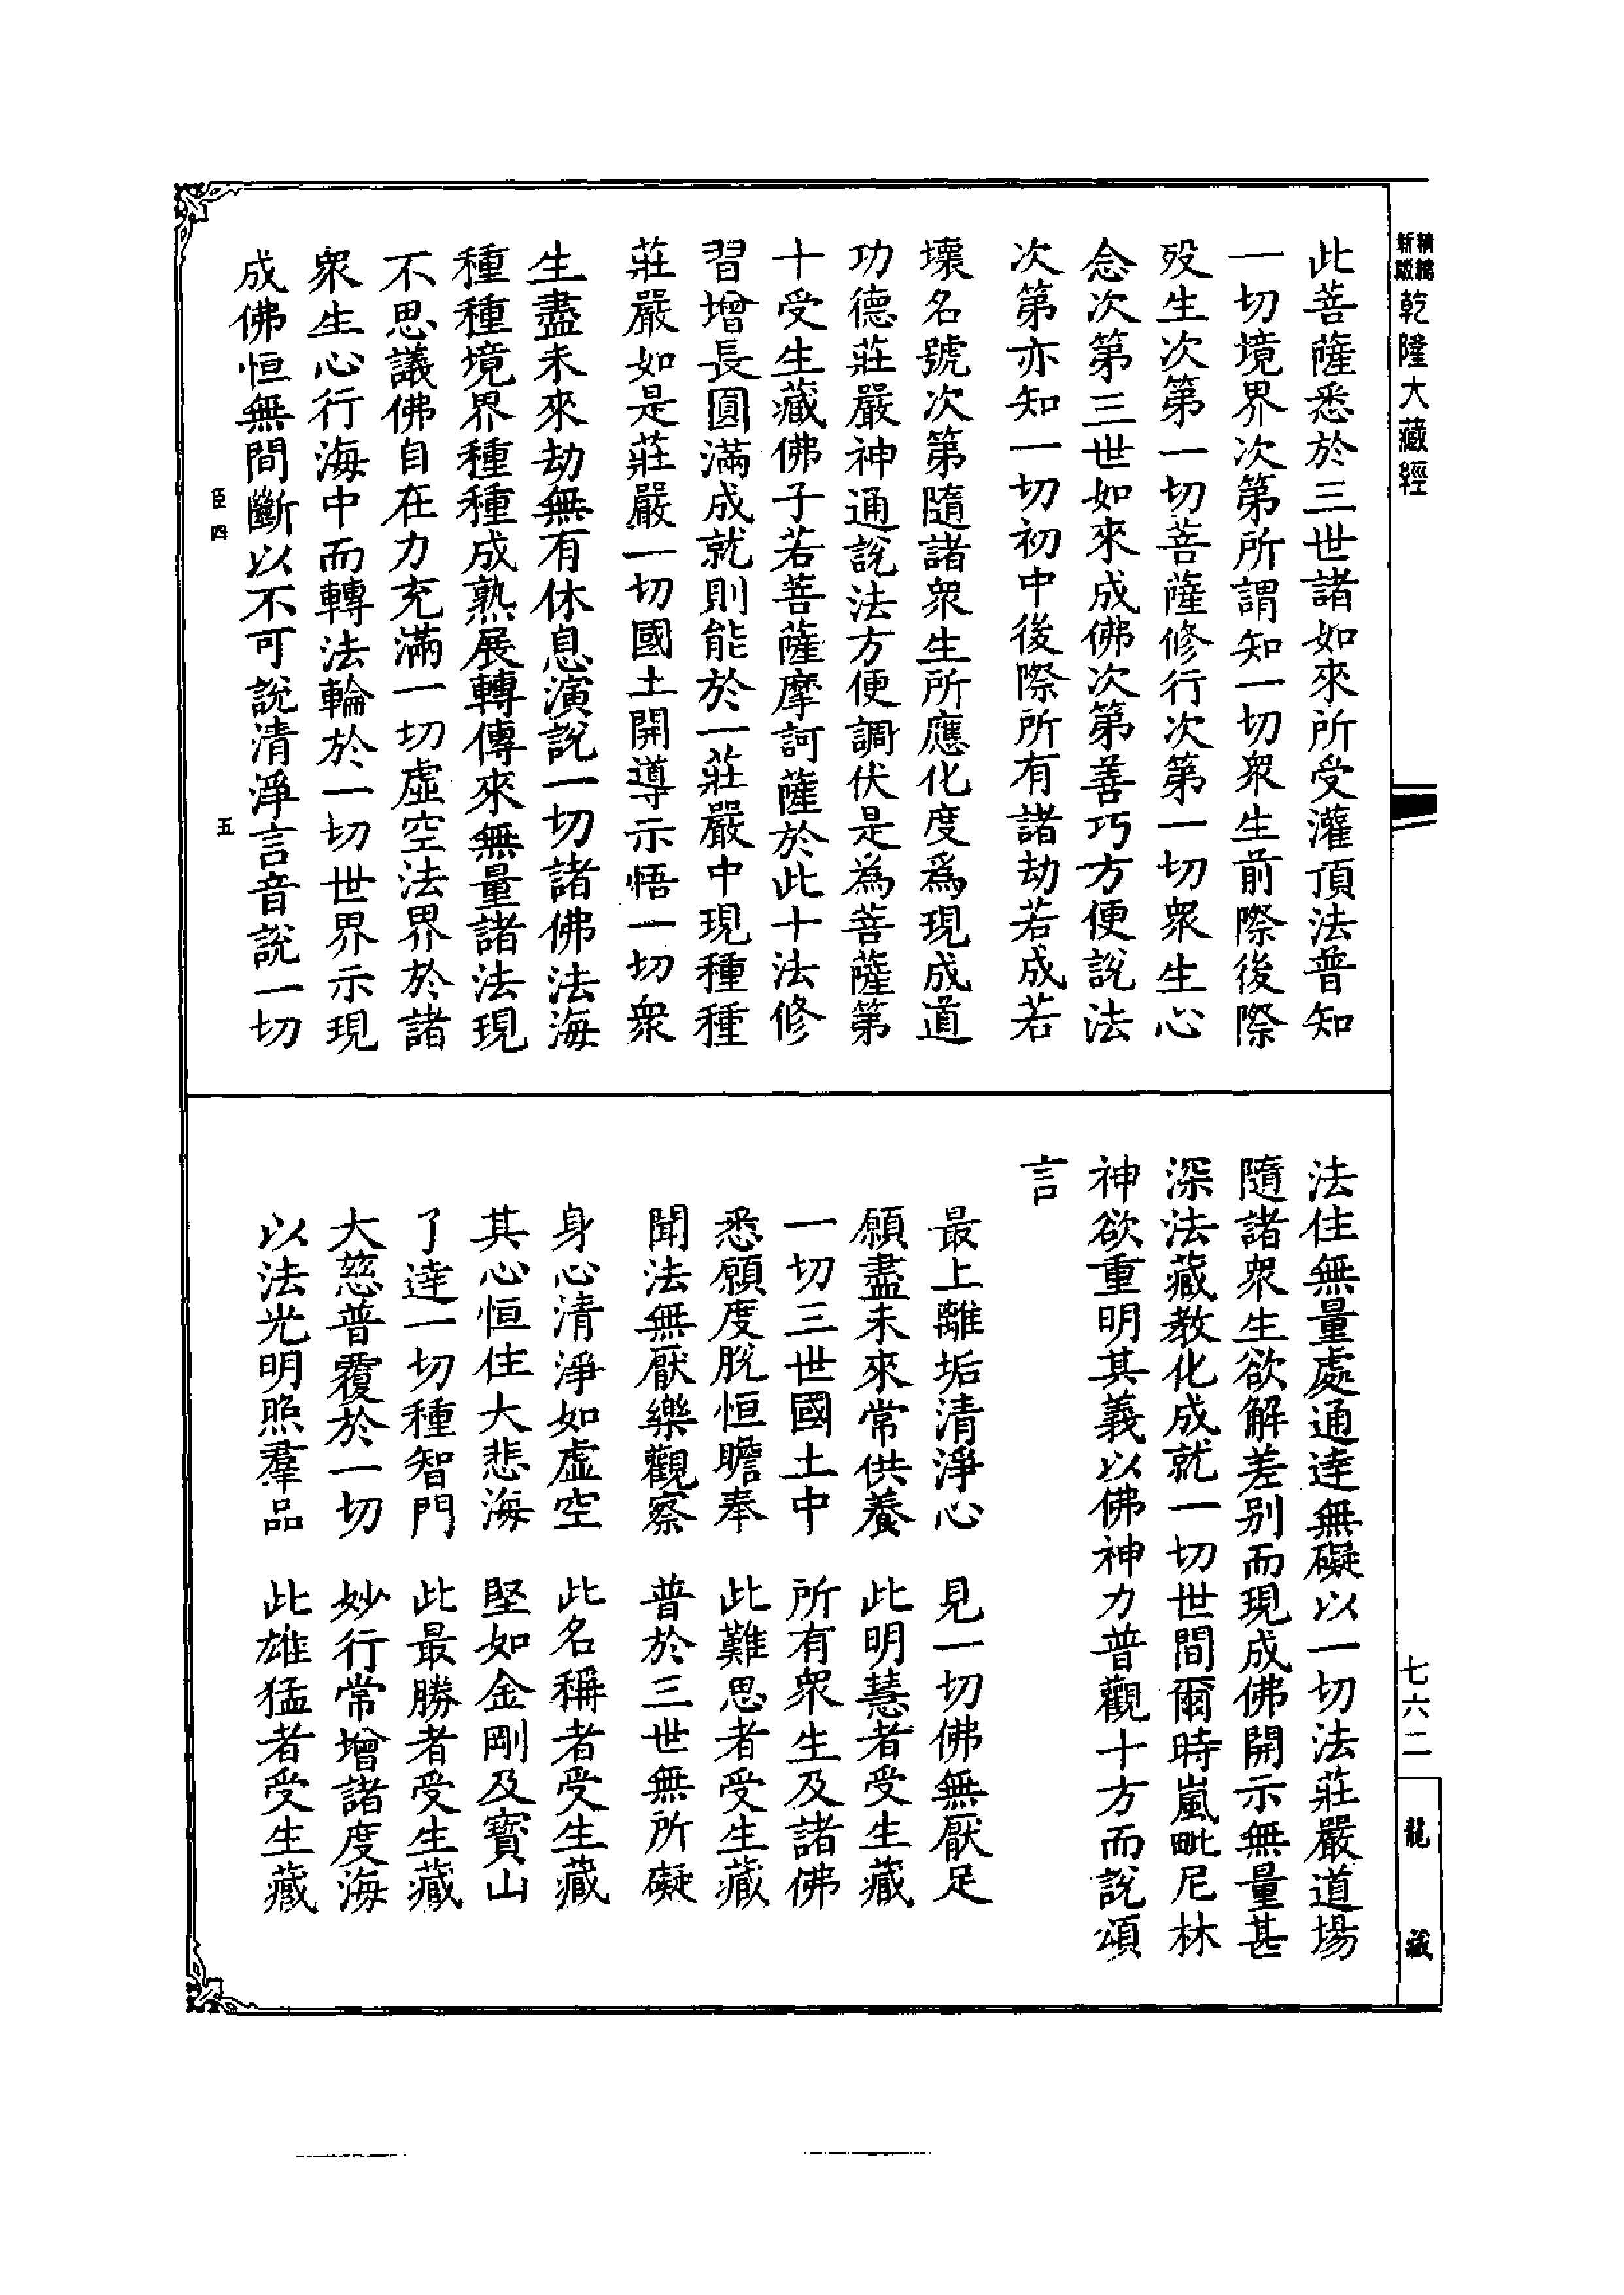 新版
精縮
乾隆大藏經
此菩薩悉於三世諸如來所受灌頂法普知
一切境界次第所謂知一切衆生前際後際
歿生次第一切菩薩修行次第一切衆生心
念次第三世如來成佛次第善巧方便說法
次第亦知一切初中後際所有諸劫若成若
壞名號次第隨諸衆生所應化度爲現成道
功德莊嚴神通說法方便調伏是為菩薩第
十受生藏佛子若菩薩摩訶薩於此十法修
習增長圓滿成就則能於一莊嚴中現種種
莊嚴如是莊嚴一切國土開導示悟一切衆
生盡未來劫無有休息演說一切諸佛法海
種種境界種種成熟展轉傳來無量諸法現
不思議佛自在力充滿一切虛空法界於諸
衆生心行海中而轉法輪於一切世界示現
成佛恒無間斷以不可說清淨言音說一切
臣四
五
法住無量處通達無礙以一切法莊嚴道場
隨諸衆生欲解差別而現成佛開示無量甚
深法藏教化成就一切世間爾時嵐毗尼林
神欲重明其義以佛神力普觀十方而說頌
言
最上離垢清淨心　見一切佛無厭足
願盡未來常供養　此明慧者受生藏
一切三世國土中　所有衆生及諸佛
悉願度脫恒瞻奉　此難思者受生藏
聞法無厭樂觀察　普於三世無所礙
身心清淨如虛空　此名稱者受生藏
其心恒住大悲海　堅如金剛及寶山
了達一切種智門　此最勝者受生藏
大慈普覆於一切　妙行常增諸度海
以法光明照羣品　此雄猛者受生藏
七六二
龍藏